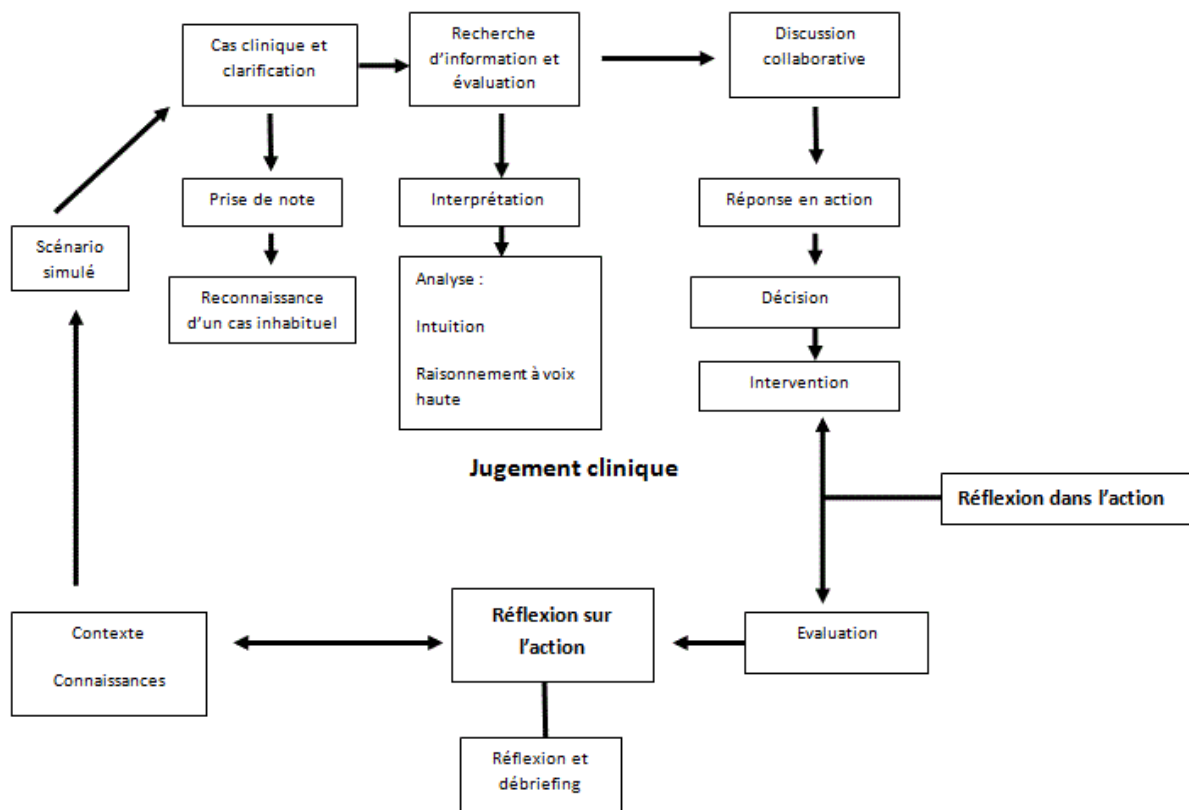 Cas clinique et
clarification
Recherche
d'information et
évaluation
Discussion
collaborative
Prise de note
Interprétation
Réponse en action
Scénario
simulé
Reconnaissance
d'un cas inhabituel
Analyse :
Intuition
Raisonnement à voix
haute
Décision
Intervention
Jugement clinique
Réflexion dans l'action
Contexte
Connaissances
Réflexion sur
l'action
Evaluation
Réflexion et
débriefing